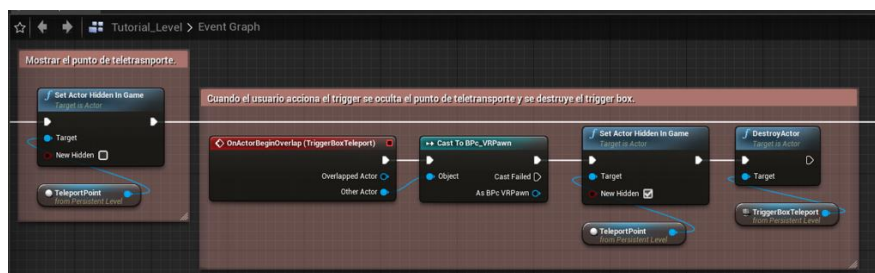 Tutorial_Level > Event Graph
Mostrar el punto de teletrasnporte.
Set Actor Hidden In Game
Target is Actor
Target
New Hidden
TeleportPoint
from Persistent Level
Cuando el usuario acciona el trigger se oculta el punto de teletransporte y se destruye el trigger box.
OnActorBeginOverlap (TriggerBoxTeleport)
Overlapped Actor
Other Actor
Cast To BPc_VRPawn
Object
Cast Failed
As BPc VRPawn
Set Actor Hidden In Game
Target is Actor
Target
New Hidden
TeleportPoint
from Persistent Level
DestroyActor
Target is Actor
Target
TriggerBoxTeleport
from Persistent Level